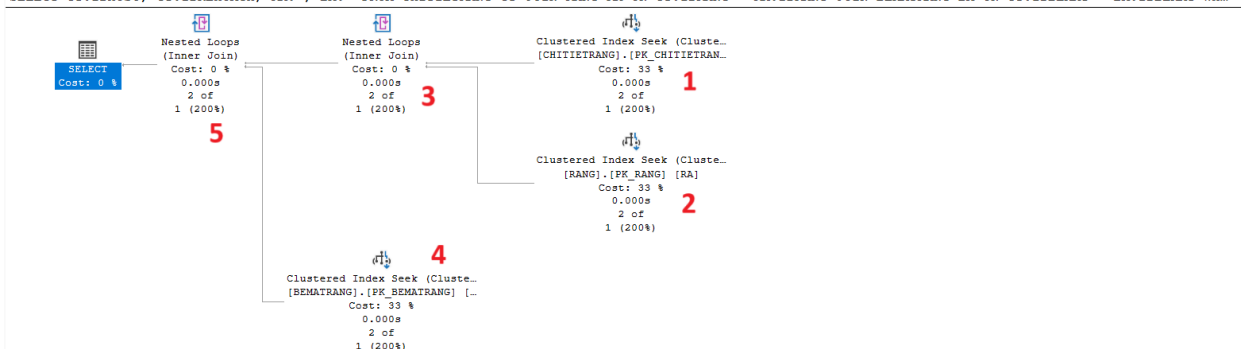 Nested Loops
(Inner Join)
Cost: 0 %
0.000s
2 of
1 (200%)
5
SELECT
Cost: 0 %
Nested Loops
(Inner Join)
Cost: 0 %
0.000s
2 of
1 (200%)
3
Clustered Index Seek (Cluste…
[CHITIETRANG].[PK_CHITIETRAN…
Cost: 33 %
0.000s
2 of
1 (200%)
1
Clustered Index Seek (Cluste…
[RANG].[PK_RANG] [RA]
Cost: 33 %
0.000s
2 of
1 (200%)
2
4
Clustered Index Seek (Cluste…
[BEMATRANG].[PK_BEMATRANG] […
Cost: 33 %
0.000s
2 of
1 (200%)